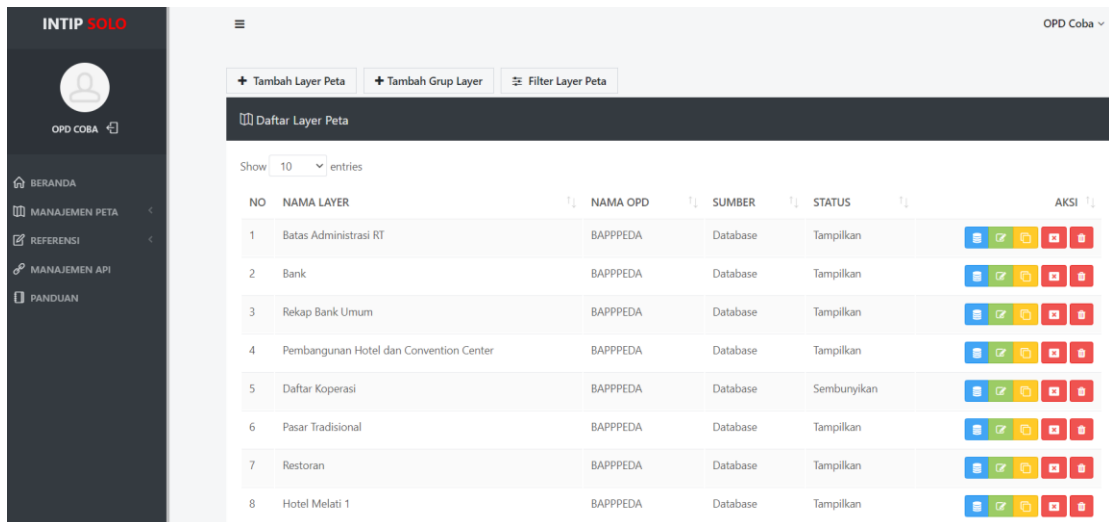 INTIP SOLO
OPD Coba
OPD COBA
BERANDA
MANAJEMEN PETA
REFERENSI
MANAJEMEN API
PANDUAN
+ Tambah Layer Peta + Tambah Grup Layer Filter Layer Peta
Daftar Layer Peta
Show 10 entries
NO NAMA LAYER NAMA OPD SUMBER STATUS AKSI
1 Batas Administrasi RT BAPPPEDA Database Tampilkan
2 Bank BAPPPEDA Database Tampilkan
3 Rekap Bank Umum BAPPPEDA Database Tampilkan
4 Pembangunan Hotel dan Convention Center BAPPPEDA Database Tampilkan
5 Daftar Koperasi BAPPPEDA Database Sembunyikan
6 Pasar Tradisional BAPPPEDA Database Tampilkan
7 Restoran BAPPPEDA Database Tampilkan
8 Hotel Melati 1 BAPPPEDA Database Tampilkan